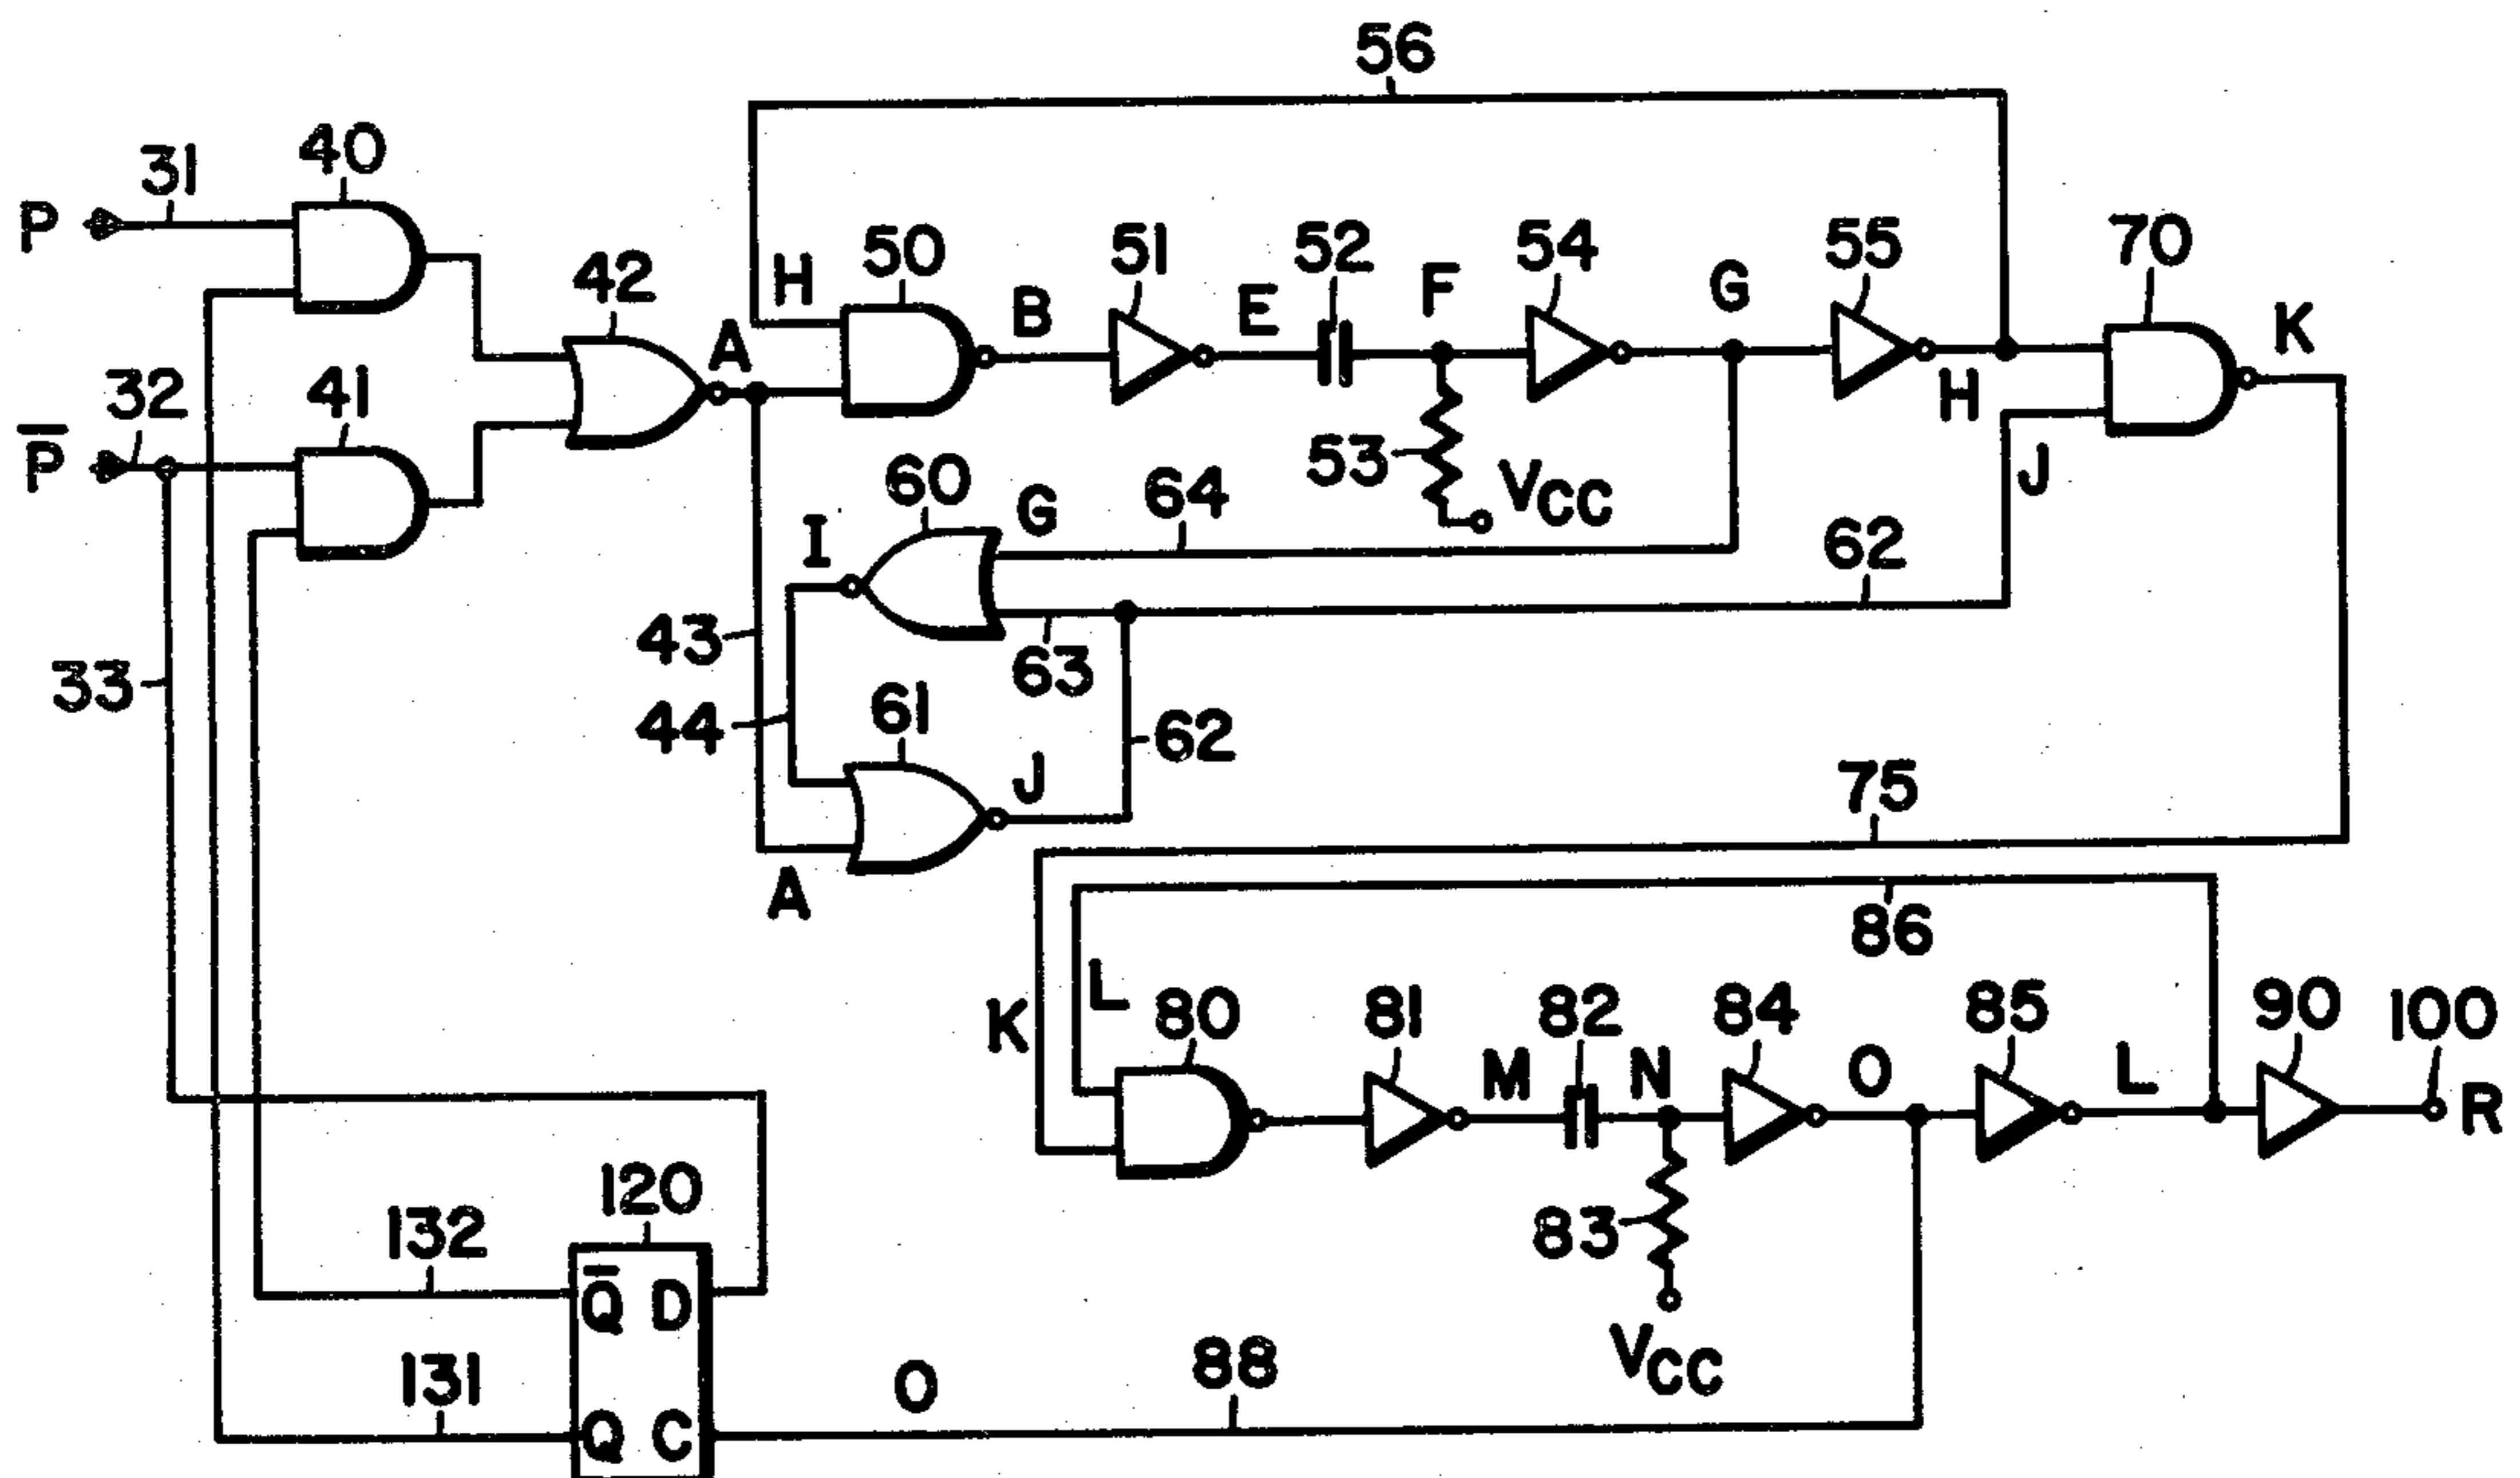 56
40
31
P
42
H
50
B
51
E
52
F
54
G
55
70
K
A
32
41
P̅
H
53
VCC
60
G
64
J
I
62
43
63
33
44
61
62
J
75
A
86
L
K
80
81
M
82
N
84
O
85
L
90
100
R
83
VCC
132
120
Q̅ D
131
Q C
O
88